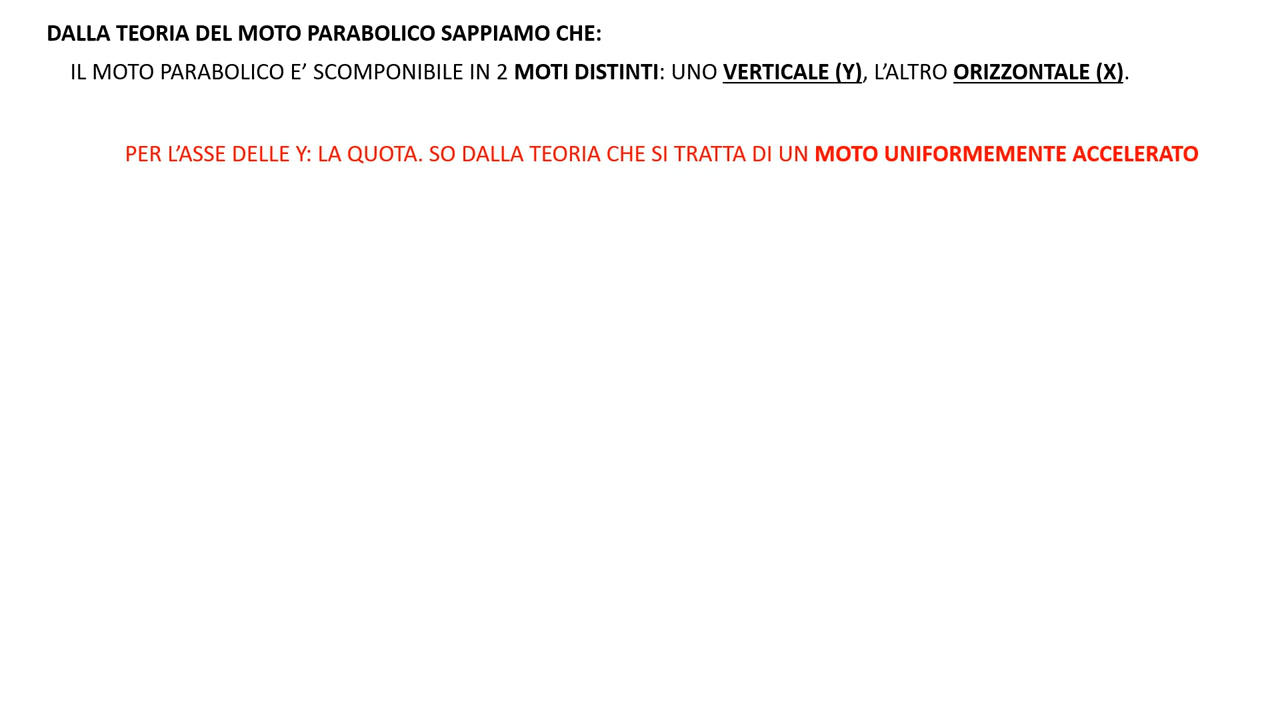 DALLA TEORIA DEL MOTO PARABOLICO SAPPIAMO CHE:
IL MOTO PARABOLICO E’ SCOMPONIBILE IN 2 MOTI DISTINTI: UNO VERTICALE (Y), L’ALTRO ORIZZONTALE (X).
PER L’ASSE DELLE Y: LA QUOTA. SO DALLA TEORIA CHE SI TRATTA DI UN MOTO UNIFORMEMENTE ACCELERATO